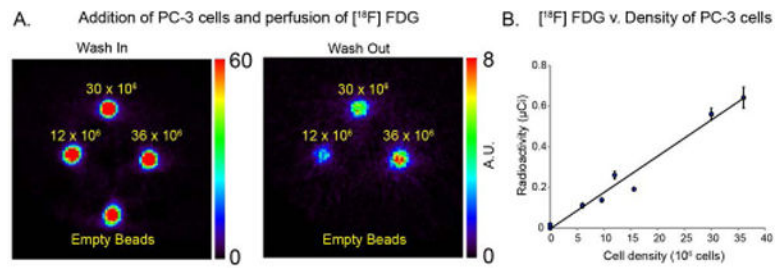 A. Addition of PC-3 cells and perfusion of [¹⁸F] FDG
Wash In
60
30 x 10⁶
12 x 10⁶ 36 x 10⁶
Empty Beads
0
Wash Out
8
30 x 10⁶
12 x 10⁶ 36 x 10⁶
A.U.
Empty Beads
0
B. [¹⁸F] FDG v. Density of PC-3 cells
Radioactivity (µCi)
0.8
0.6
0.4
0.2
0
0 5 10 15 20 25 30 35 40
Cell density (10⁶ cells)